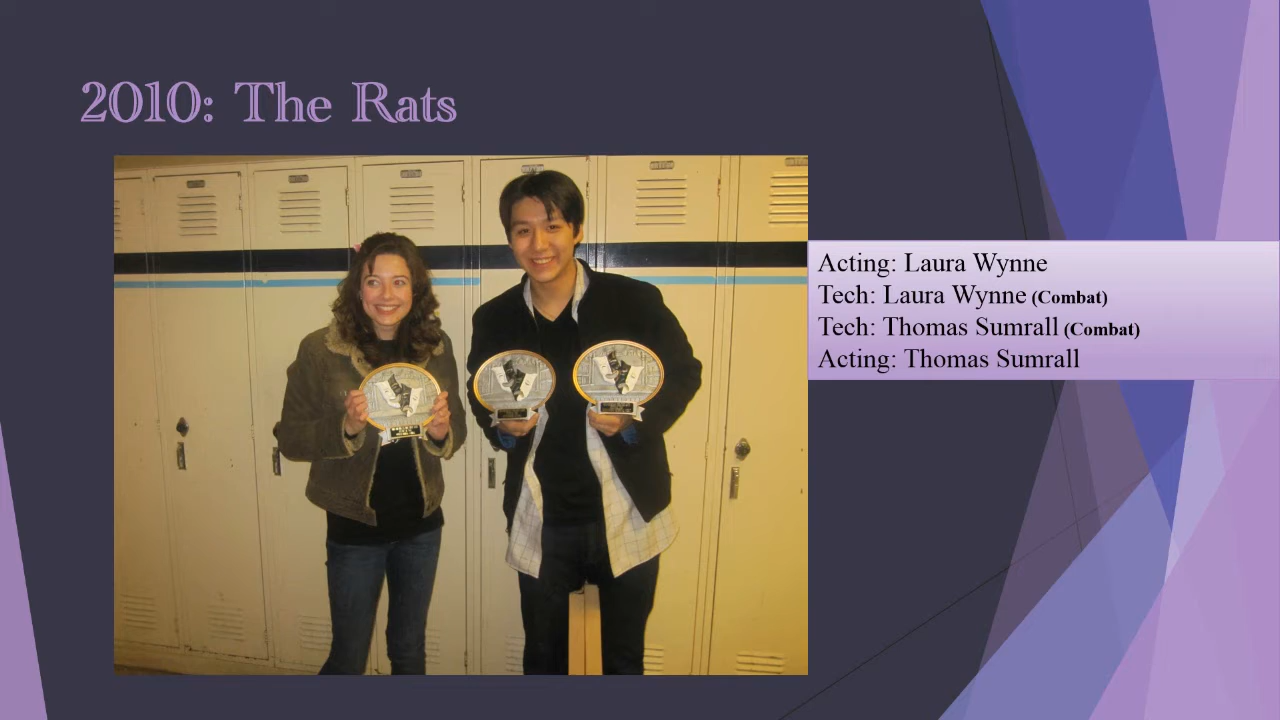 2010: The Rats
Acting: Laura Wynne
Tech: Laura Wynne (Combat)
Tech: Thomas Sumrall (Combat)
Acting: Thomas Sumrall